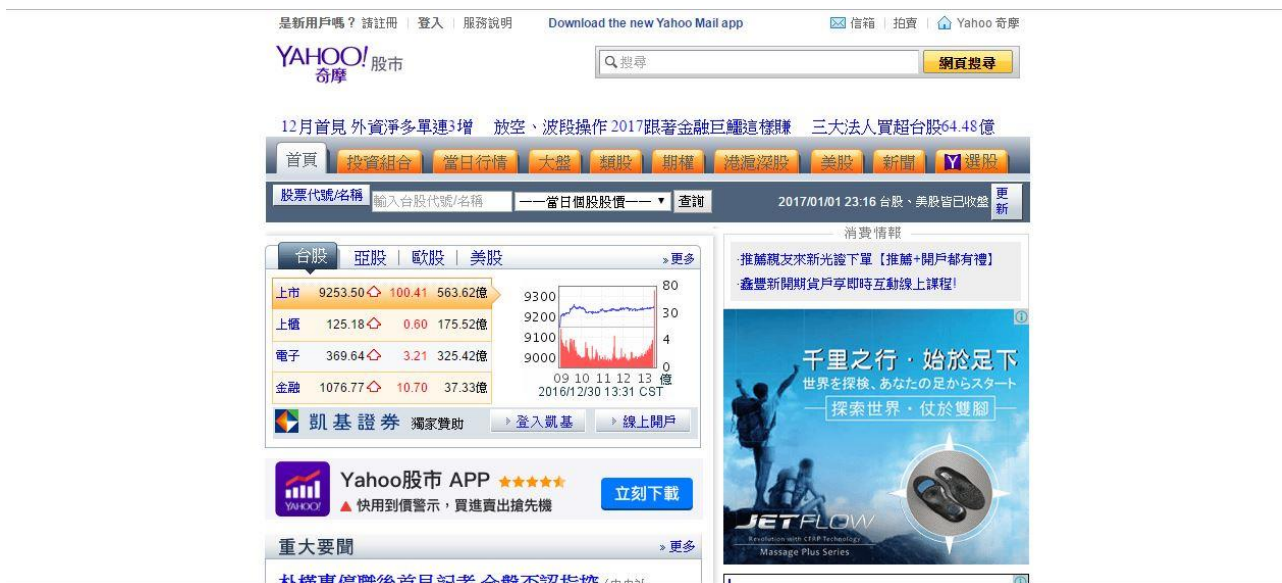 是新用戶嗎？ 請註冊 | 登入 | 服務說明 Download the new Yahoo Mail app 信箱 | 拍賣 | Yahoo 奇摩
YAHOO! 奇摩 股市
搜尋 網頁搜尋
12月首見 外資淨多單連3增 放空、波段操作 2017跟著金融巨鱷這樣賺 三大法人買超台股64.48億
首頁 投資組合 當日行情 大盤 類股 期權 港滬深股 美股 新聞 Y 選股
股票代號/名稱 輸入台股代號/名稱 ——當日個股股價—— ▼ 查詢 2017/01/01 23:16 台股、美股皆已收盤 更新
台股 亞股 | 歐股 | 美股 » 更多
上市 9253.50 100.41 563.62億
上櫃 125.18 0.60 175.52億
電子 369.64 3.21 325.42億
金融 1076.77 10.70 37.33億
9300 80
9200 30
9100 4
9000 0
09 10 11 12 13 億
2016/12/30 13:31 CST
凱基證券 獨家贊助 登入凱基 線上開戶
Yahoo股市 APP
YAHOO! ▲ 快用到價警示，買進賣出搶先機
立刻下載
重大要聞 » 更多
消費情報
·推薦親友來新光證下單【推薦+開戶都有禮】
·鑫豐新開期貨戶享即時互動線上課程!
千里之行·始於足下
世界を探検、あなたの足からスタート
探索世界·仗於雙腳
JETFLOW
Revolution with CFRP Technology
Massage Plus Series